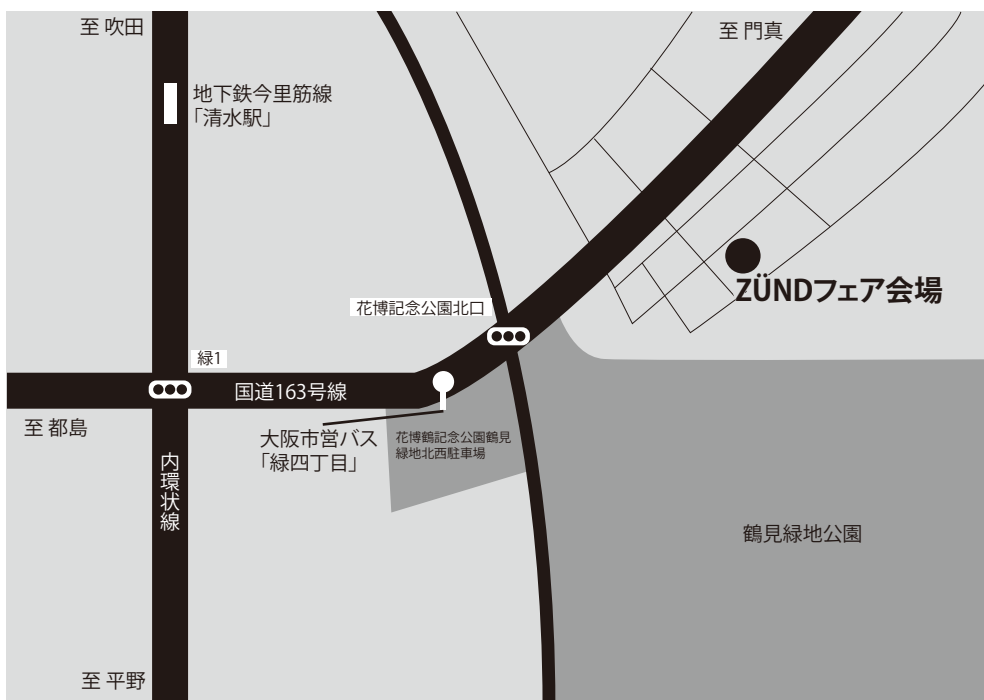 至 吹田
至 門真
地下鉄今里筋線
「清水駅」
ZÜNDフェア会場
花博記念公園北口
緑1
国道163号線
至 都島
大阪市営バス
「緑四丁目」
花博鶴記念公園鶴見
緑地北西駐車場
内環状線
鶴見緑地公園
至 平野